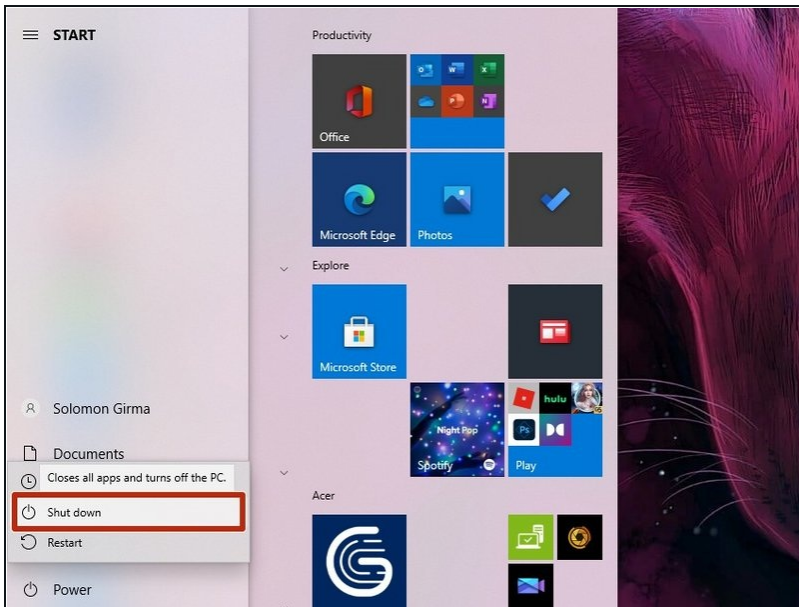 START
Solomon Girma
Documents
Closes all apps and turns off the PC.
Shut down
Restart
Power
Productivity
Office
Microsoft Edge
Photos
Explore
Microsoft Store
hulu
Ps
Night Pop
Spotify
Play
Acer